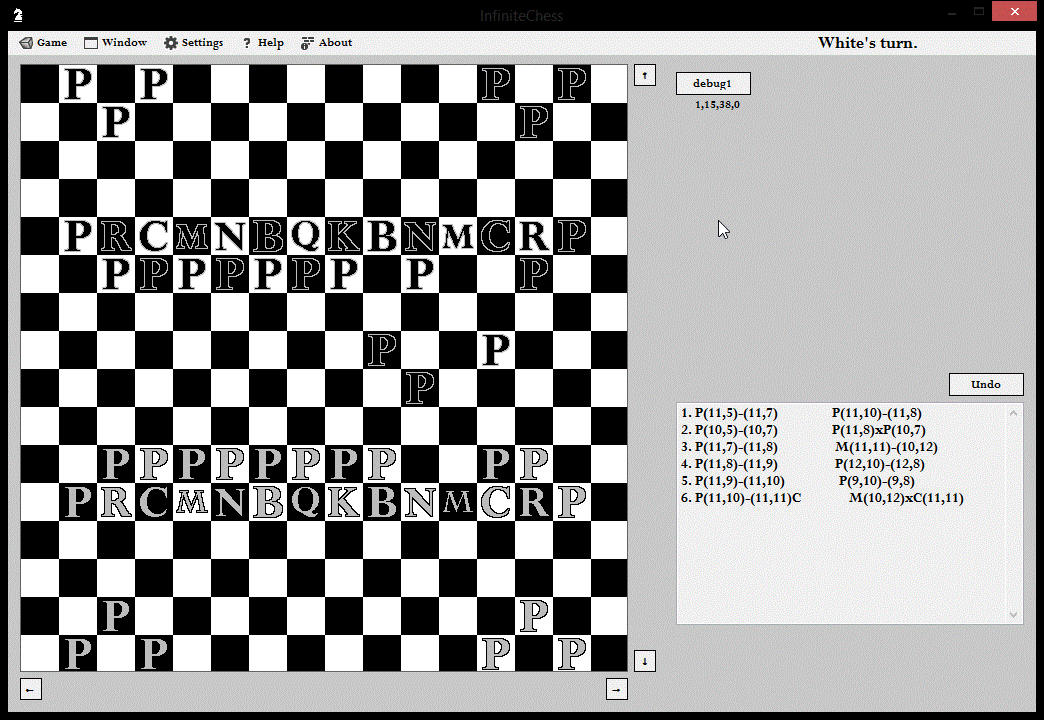 InfiniteChess
Game Window Settings Help About White's turn.
P P P P
P P
P R C M N B Q K B N M C R P
P P P P P P P P P
P P
P
P P P P P P P P P P
P R C M N B Q K B N M C R P
P P
P P P P
debug1
1,15,38,0
Undo
1. P(11,5)-(11,7) P(11,10)-(11,8)
2. P(10,5)-(10,7) P(11,8)xP(10,7)
3. P(11,7)-(11,8) M(11,11)-(10,12)
4. P(11,8)-(11,9) P(12,10)-(12,8)
5. P(11,9)-(11,10) P(9,10)-(9,8)
6. P(11,10)-(11,11)C M(10,12)xC(11,11)